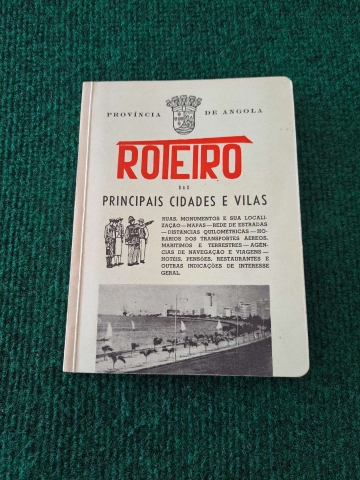 PROVÍNCIA DE ANGOLA
ROTEIRO
DAS
PRINCIPAIS CIDADES E VILAS
RUAS, MONUMENTOS E SUA LOCALI-
ZAÇÃO — MAPAS — REDE DE ESTRADAS
— DISTANCIAS QUILOMÉTRICAS — HO-
RÁRIOS DOS TRANSPORTES AÉREOS,
MARÍTIMOS E TERRESTRES — AGÊN-
CIAS DE NAVEGAÇÃO E VIAGENS —
HOTÉIS, PENSÕES, RESTAURANTES E
OUTRAS INDICAÇÕES DE INTERESSE
GERAL.